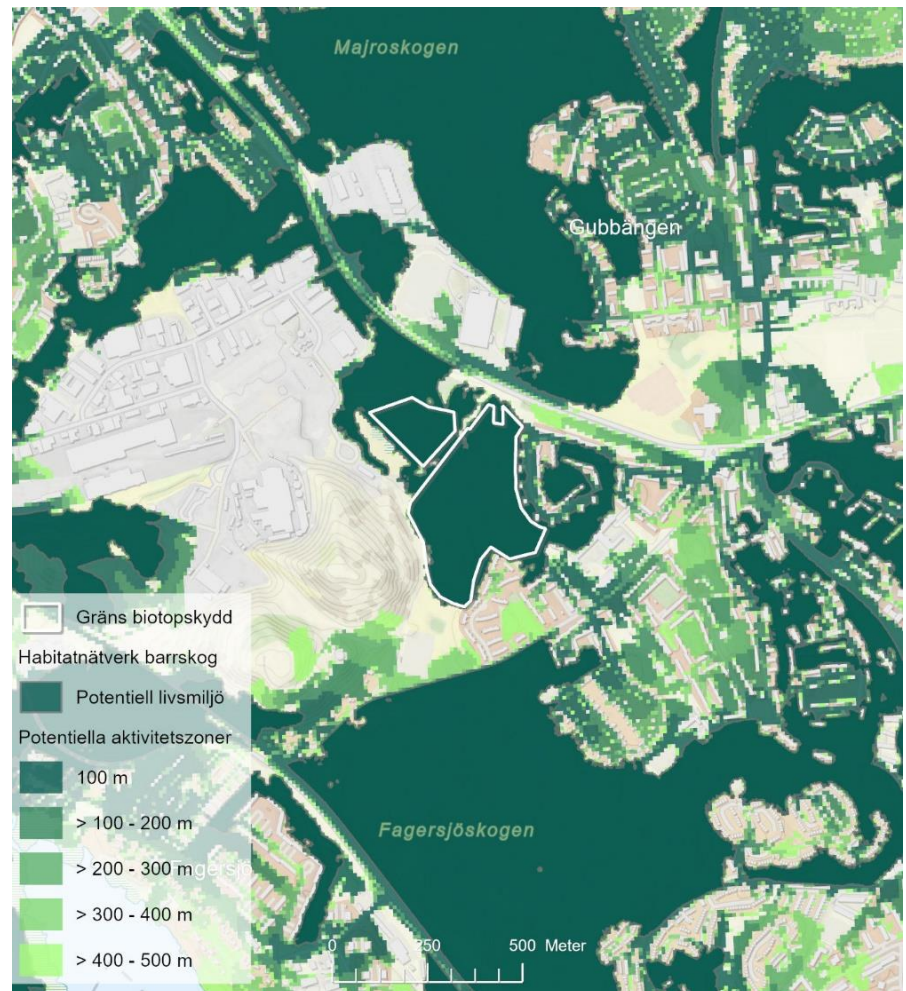 Majroskogen
Gubbängen
Gräns biotopskydd
Habitatnätverk barrskog
Potentiell livsmiljö
Potentiella aktivitetszoner
100 m
> 100 - 200 m
> 200 - 300 m
> 300 - 400 m
> 400 - 500 m
Fagersjö
Fagersjöskogen
0 250 500 Meter